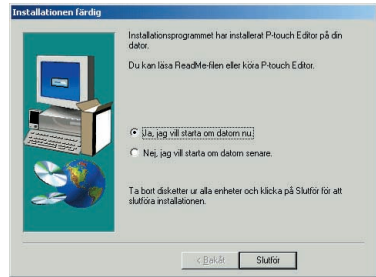 Installationen färdig
Installationsprogrammet har installerat P-touch Editor på din
dator.
Du kan läsa ReadMe-filen eller köra P-touch Editor.
Ja, jag vill starta om datorn nu.
Nej, jag vill starta om datorn senare.
Ta bort disketter ur alla enheter och klicka på Slutför för att
slutföra installationen.
< Bakåt
Slutför